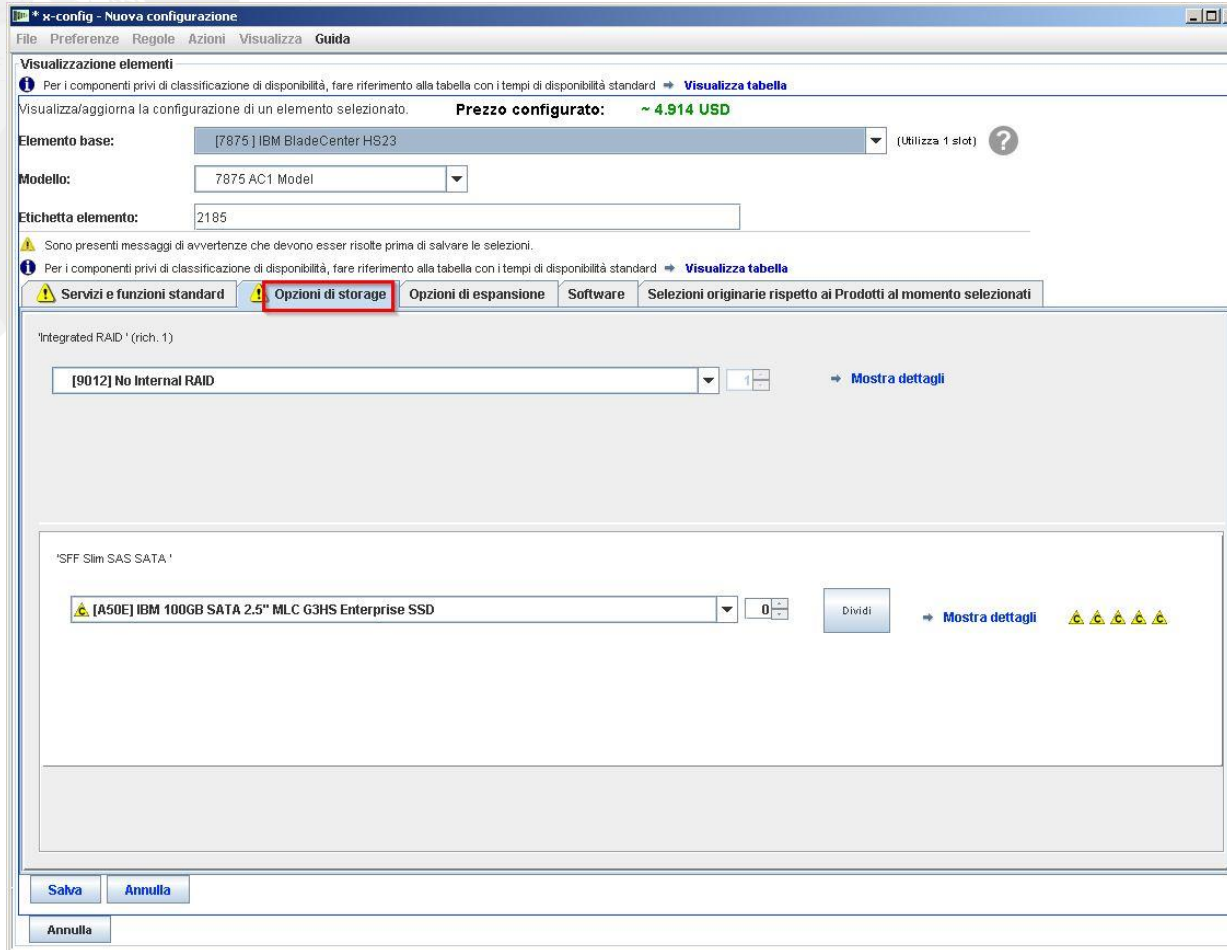 * x-config - Nuova configurazione
File Preferenze Regole Azioni Visualizza Guida
Visualizzazione elementi
Per i componenti privi di classificazione di disponibilità, fare riferimento alla tabella con i tempi di disponibilità standard Visualizza tabella
Visualizza/aggiorna la configurazione di un elemento selezionato. Prezzo configurato: ~ 4.914 USD
Elemento base: [7875 ] IBM BladeCenter HS23 (Utilizza 1 slot) ?
Modello: 7875 AC1 Model
Etichetta elemento: 2185
Sono presenti messaggi di avvertenze che devono esser risolte prima di salvare le selezioni.
Per i componenti privi di classificazione di disponibilità, fare riferimento alla tabella con i tempi di disponibilità standard Visualizza tabella
Servizi e funzioni standard Opzioni di storage Opzioni di espansione Software Selezioni originarie rispetto ai Prodotti al momento selezionati
'Integrated RAID ' (rich. 1)
[9012] No Internal RAID 1 Mostra dettagli
'SFF Slim SAS SATA '
C [A50E] IBM 100GB SATA 2.5" MLC G3HS Enterprise SSD 0 Dividi Mostra dettagli C C C C C
Salva Annulla
Annulla